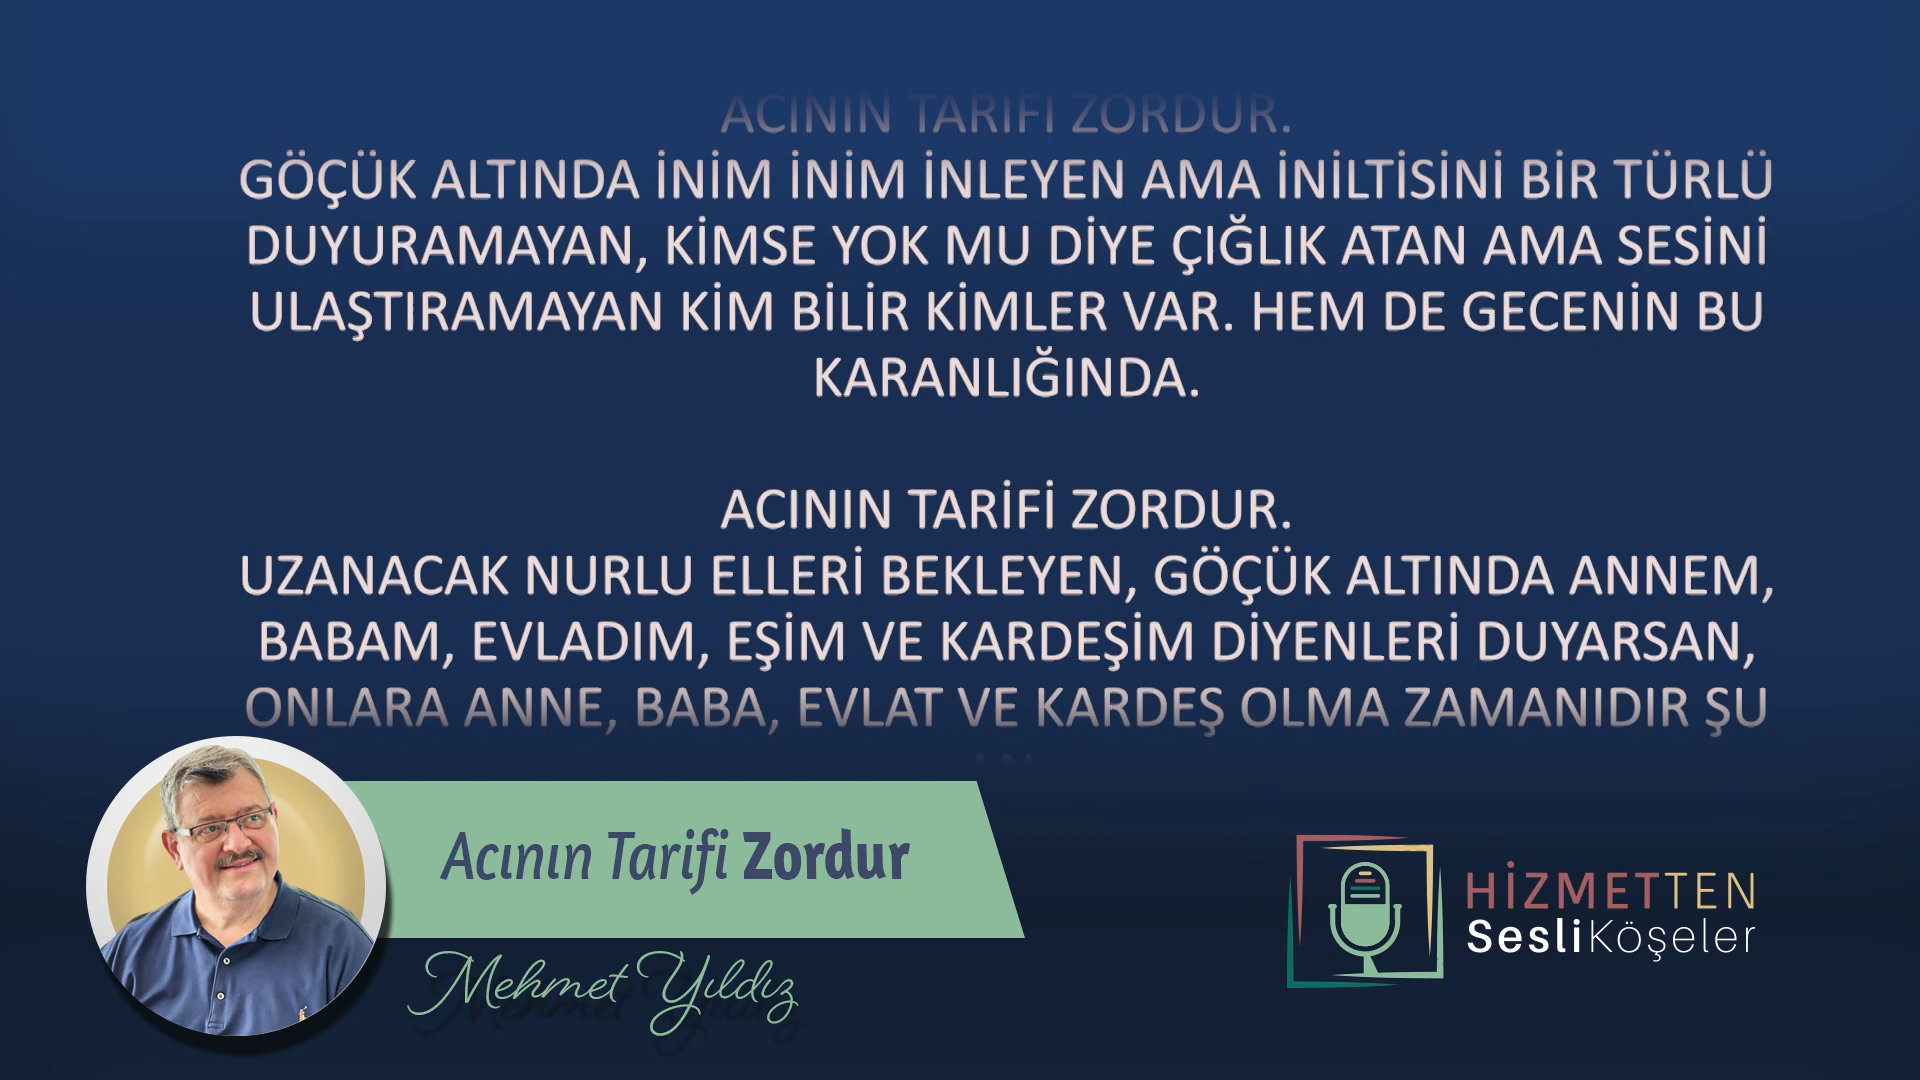 ACININ TARİFİ ZORDUR.
GÖÇÜK ALTINDA İNİM İNİM İNLEYEN AMA İNİLTİSİNİ BİR TÜRLÜ
DUYURAMAYAN, KİMSE YOK MU DİYE ÇIĞLIK ATAN AMA SESİNİ
ULAŞTIRAMAYAN KİM BİLİR KİMLER VAR. HEM DE GECENİN BU
KARANLIĞINDA.
ACININ TARİFİ ZORDUR.
UZANACAK NURLU ELLERİ BEKLEYEN, GÖÇÜK ALTINDA ANNEM,
BABAM, EVLADIM, EŞİM VE KARDEŞİM DİYENLERİ DUYARSAN,
ONLARA ANNE, BABA, EVLAT VE KARDEŞ OLMA ZAMANIDIR ŞU
Acının Tarifi Zordur
Mehmet Yıldız
HİZMETTEN
SesliKöşeler